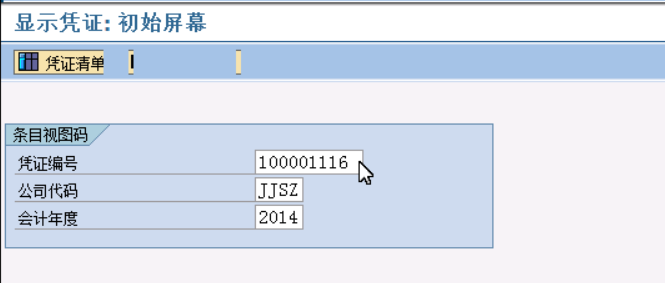 显示凭证: 初始屏幕
凭证清单
条目视图码
凭证编号 100001116
公司代码 JJSZ
会计年度 2014